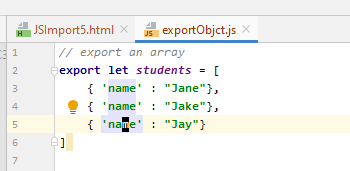 JSImport5.html exportObjct.js
1 // export an array
2 export let students = [
3 { 'name' : "Jane"},
4 { 'name' : "Jake"},
5 { 'name' : "Jay"}
6 ]
7